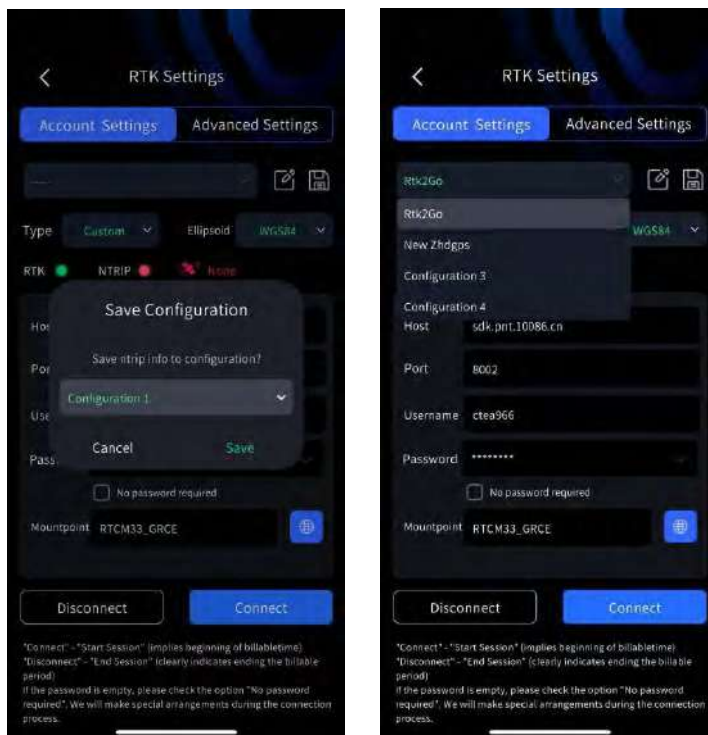 RTK Settings
Account Settings
Advanced Settings
Type
Custom
Ellipsoid
WGS84
RTK
NTRIP
None
Save Configuration
Save ntrip info to configuration?
Configuration 1
Cancel
Save
Pass
No password required
Mountpoint
RTCM33_GRCE
Disconnect
Connect
"Connect" - "Start Session" (implies beginning of billabletime)
"Disconnect" - "End Session" (clearly indicates ending the billable
period)
If the password is empty, please check the option "No password
required". We will make special arrangements during the connection
process.
RTK Settings
Account Settings
Advanced Settings
Rtk2Go
Rtk2Go
New Zhdgps
Configuration 3
Configuration 4
WGS84
Host
sdk.pnt.10086.cn
Port
8002
Username
ctea966
Password
********
No password required
Mountpoint
RTCM33_GRCE
Disconnect
Connect
"Connect" - "Start Session" (implies beginning of billabletime)
"Disconnect" - "End Session" (clearly indicates ending the billable
period)
If the password is empty, please check the option "No password
required". We will make special arrangements during the connection
process.